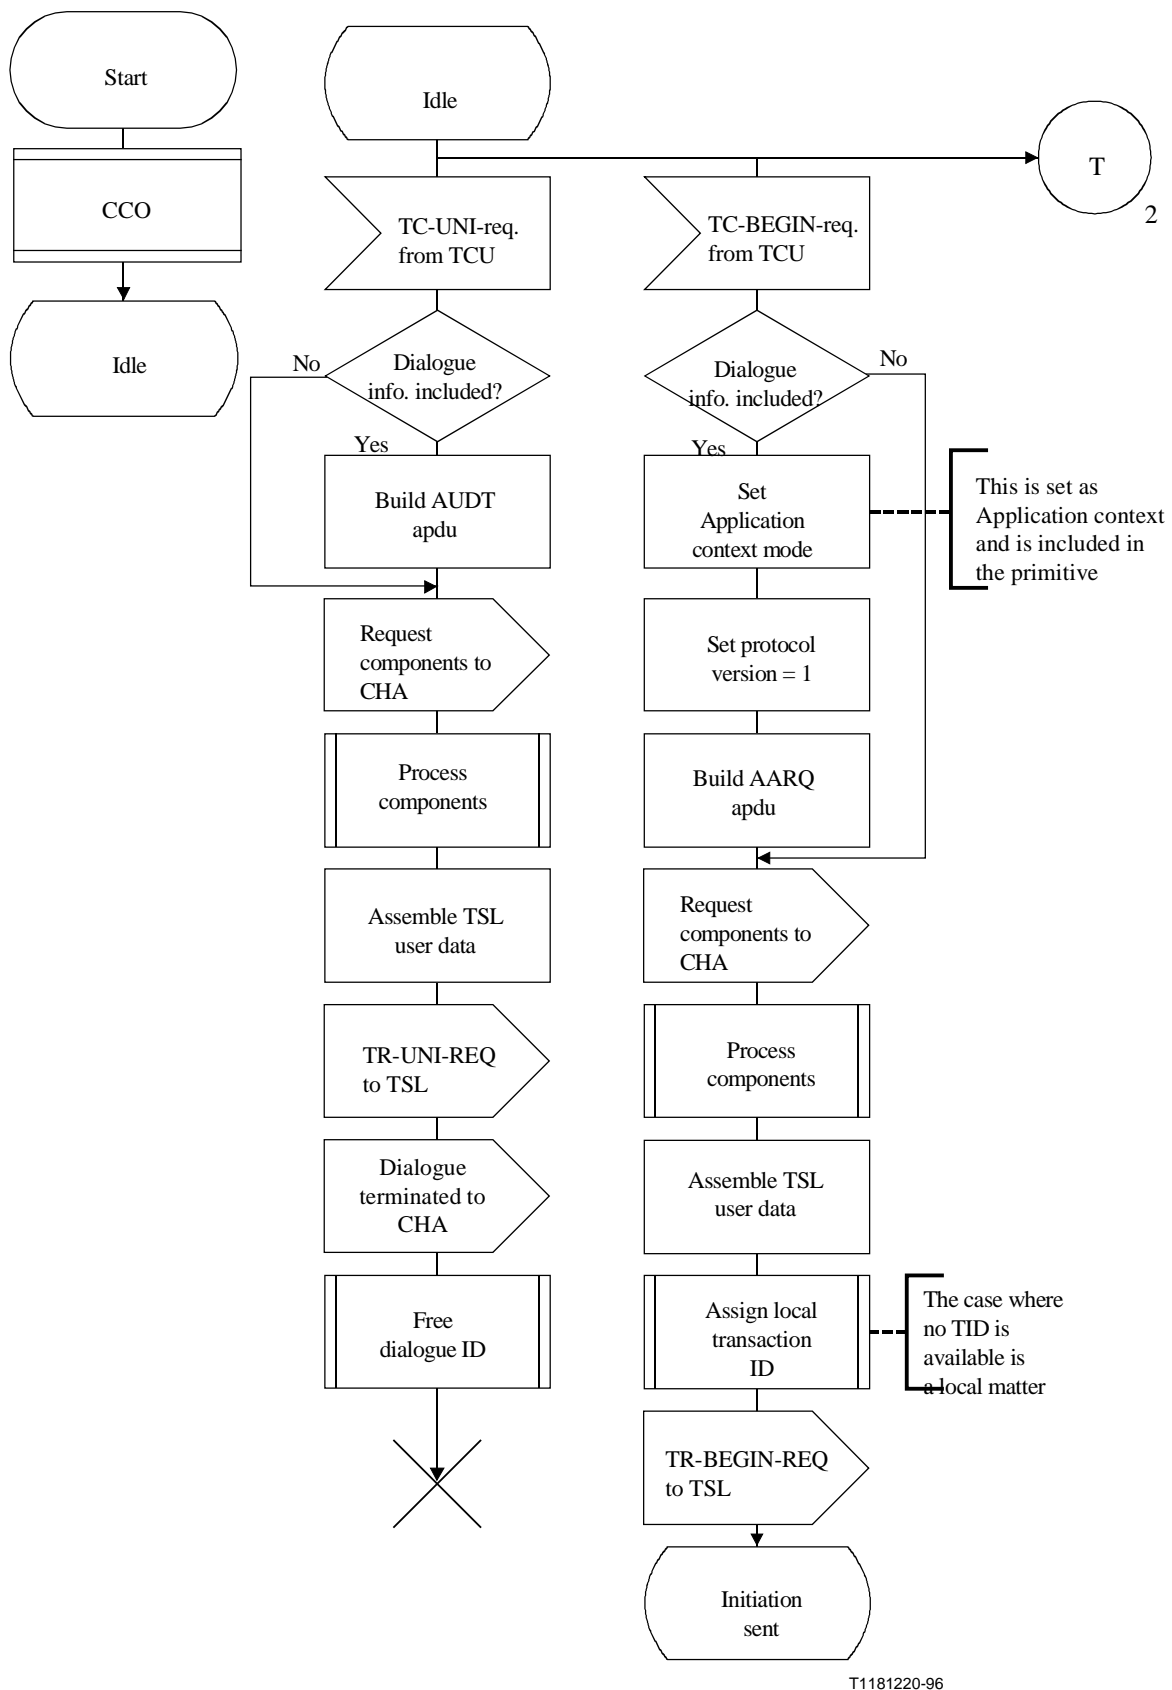 Start
CCO
Idle
Idle
T
2
TC-UNI-req.
from TCU
No
Dialogue
info. included?
Yes
Build AUDT
apdu
Request
components to
CHA
Process
components
Assemble TSL
user data
TR-UNI-REQ
to TSL
Dialogue
terminated to
CHA
Free
dialogue ID
TC-BEGIN-req.
from TCU
No
Dialogue
info. included?
Yes
Set
Application
context mode
This is set as
Application context
and is included in
the primitive
Set protocol
version = 1
Build AARQ
apdu
Request
components to
CHA
Process
components
Assemble TSL
user data
Assign local
transaction
ID
The case where
no TID is
available is
a local matter
TR-BEGIN-REQ
to TSL
Initiation
sent
T1181220-96